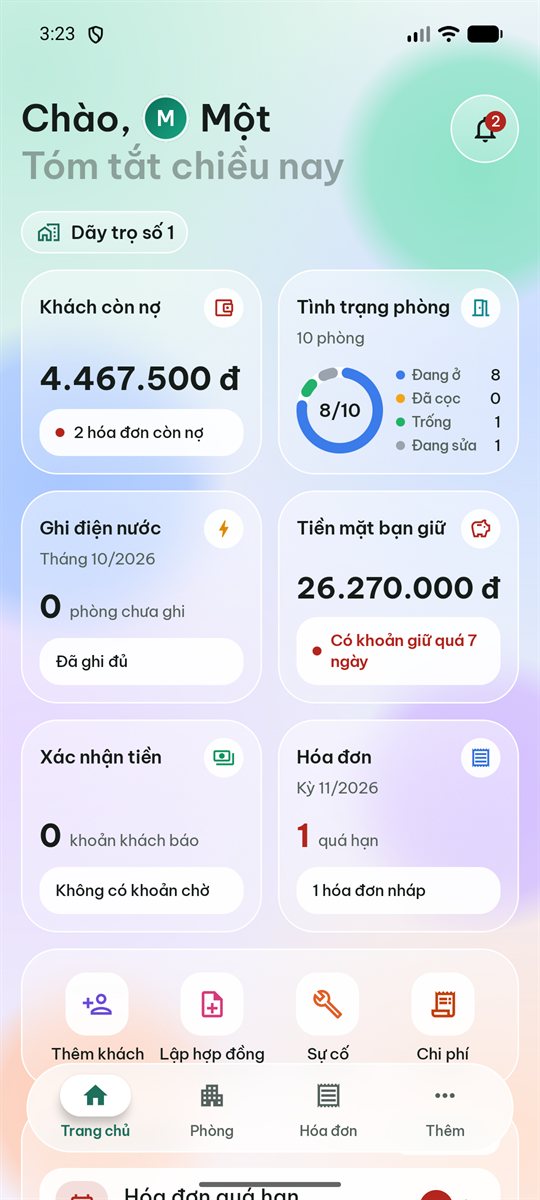 3:23
Chào, M Một
2
Tóm tắt chiều nay
Dãy trọ số 1
Khách còn nợ
4.467.500 đ
2 hóa đơn còn nợ
Tình trạng phòng
10 phòng
8/10
Đang ở 8
Đã cọc 0
Trống 1
Đang sửa 1
Ghi điện nước
Tháng 10/2026
0 phòng chưa ghi
Đã ghi đủ
Tiền mặt bạn giữ
26.270.000 đ
Có khoản giữ quá 7
ngày
Xác nhận tiền
0 khoản khách báo
Không có khoản chờ
Hóa đơn
Kỳ 11/2026
1 quá hạn
1 hóa đơn nháp
Thêm khách
Lập hợp đồng
Sự cố
Chi phí
Trang chủ
Phòng
Hóa đơn
Thêm
Hóa đơn quá hạn